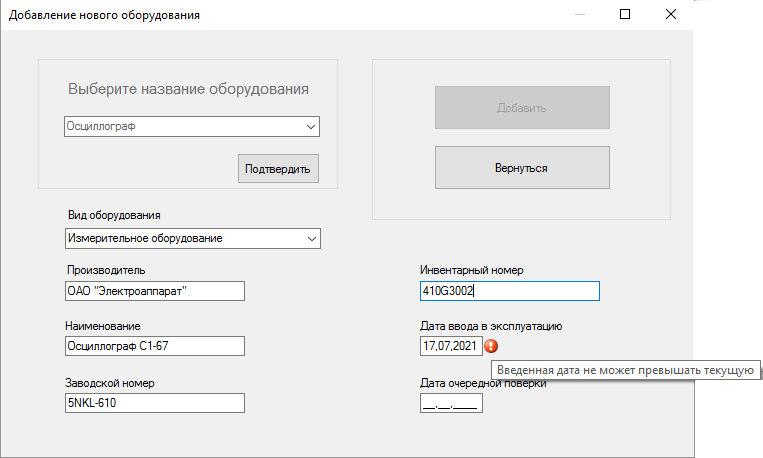 Добавление нового оборудования
Выберите название оборудования
Осциллограф
Подтвердить
Добавить
Вернуться
Вид оборудования
Измерительное оборудование
Производитель
ОАО "Электроаппарат"
Наименование
Осциллограф С1-67
Заводской номер
5NKL-610
Инвентарный номер
410G3002
Дата ввода в эксплуатацию
17,07,2021
Введенная дата не может превышать текущую
Дата очередной поверки
__.__.____